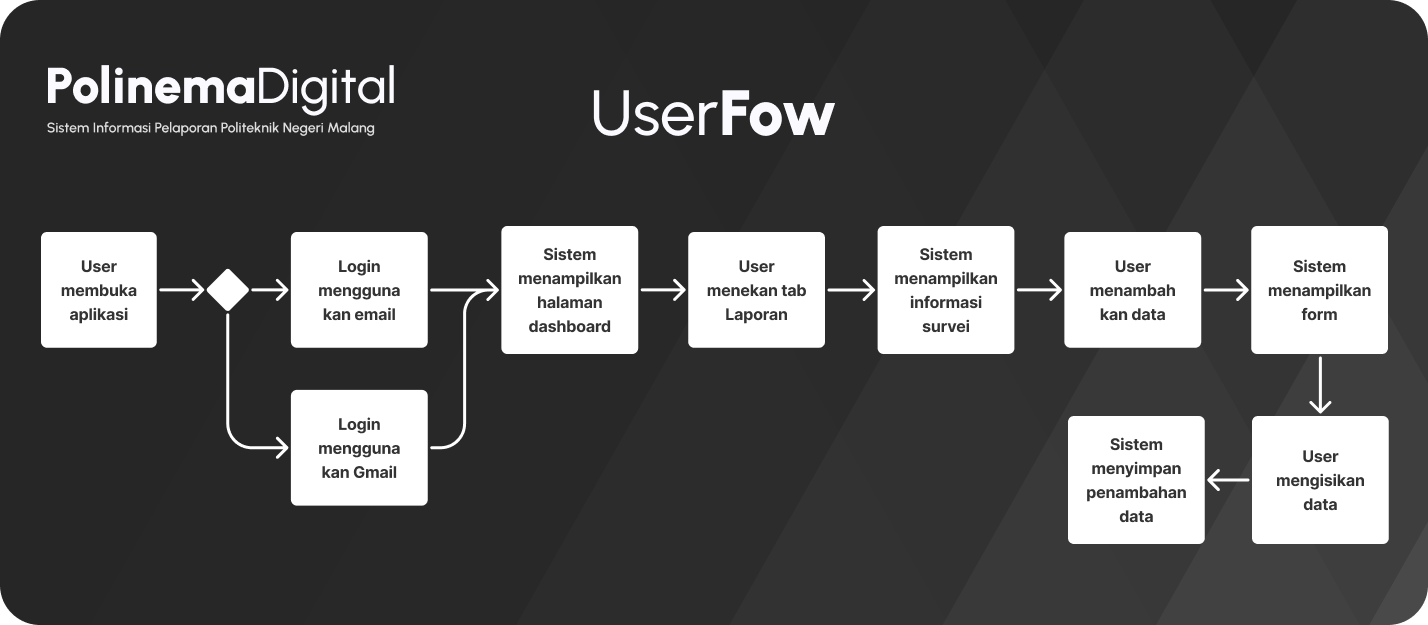 PolinemaDigital
Sistem Informasi Pelaporan Politeknik Negeri Malang
UserFow
User
membuka
aplikasi
Login
mengguna
kan email
Sistem
menampilkan
halaman
dashboard
User
menekan tab
Laporan
Sistem
menampilkan
informasi
survei
User
menambah
kan data
Sistem
menampilkan
form
Login
mengguna
kan Gmail
Sistem
menyimpan
penambahan
data
User
mengisikan
data